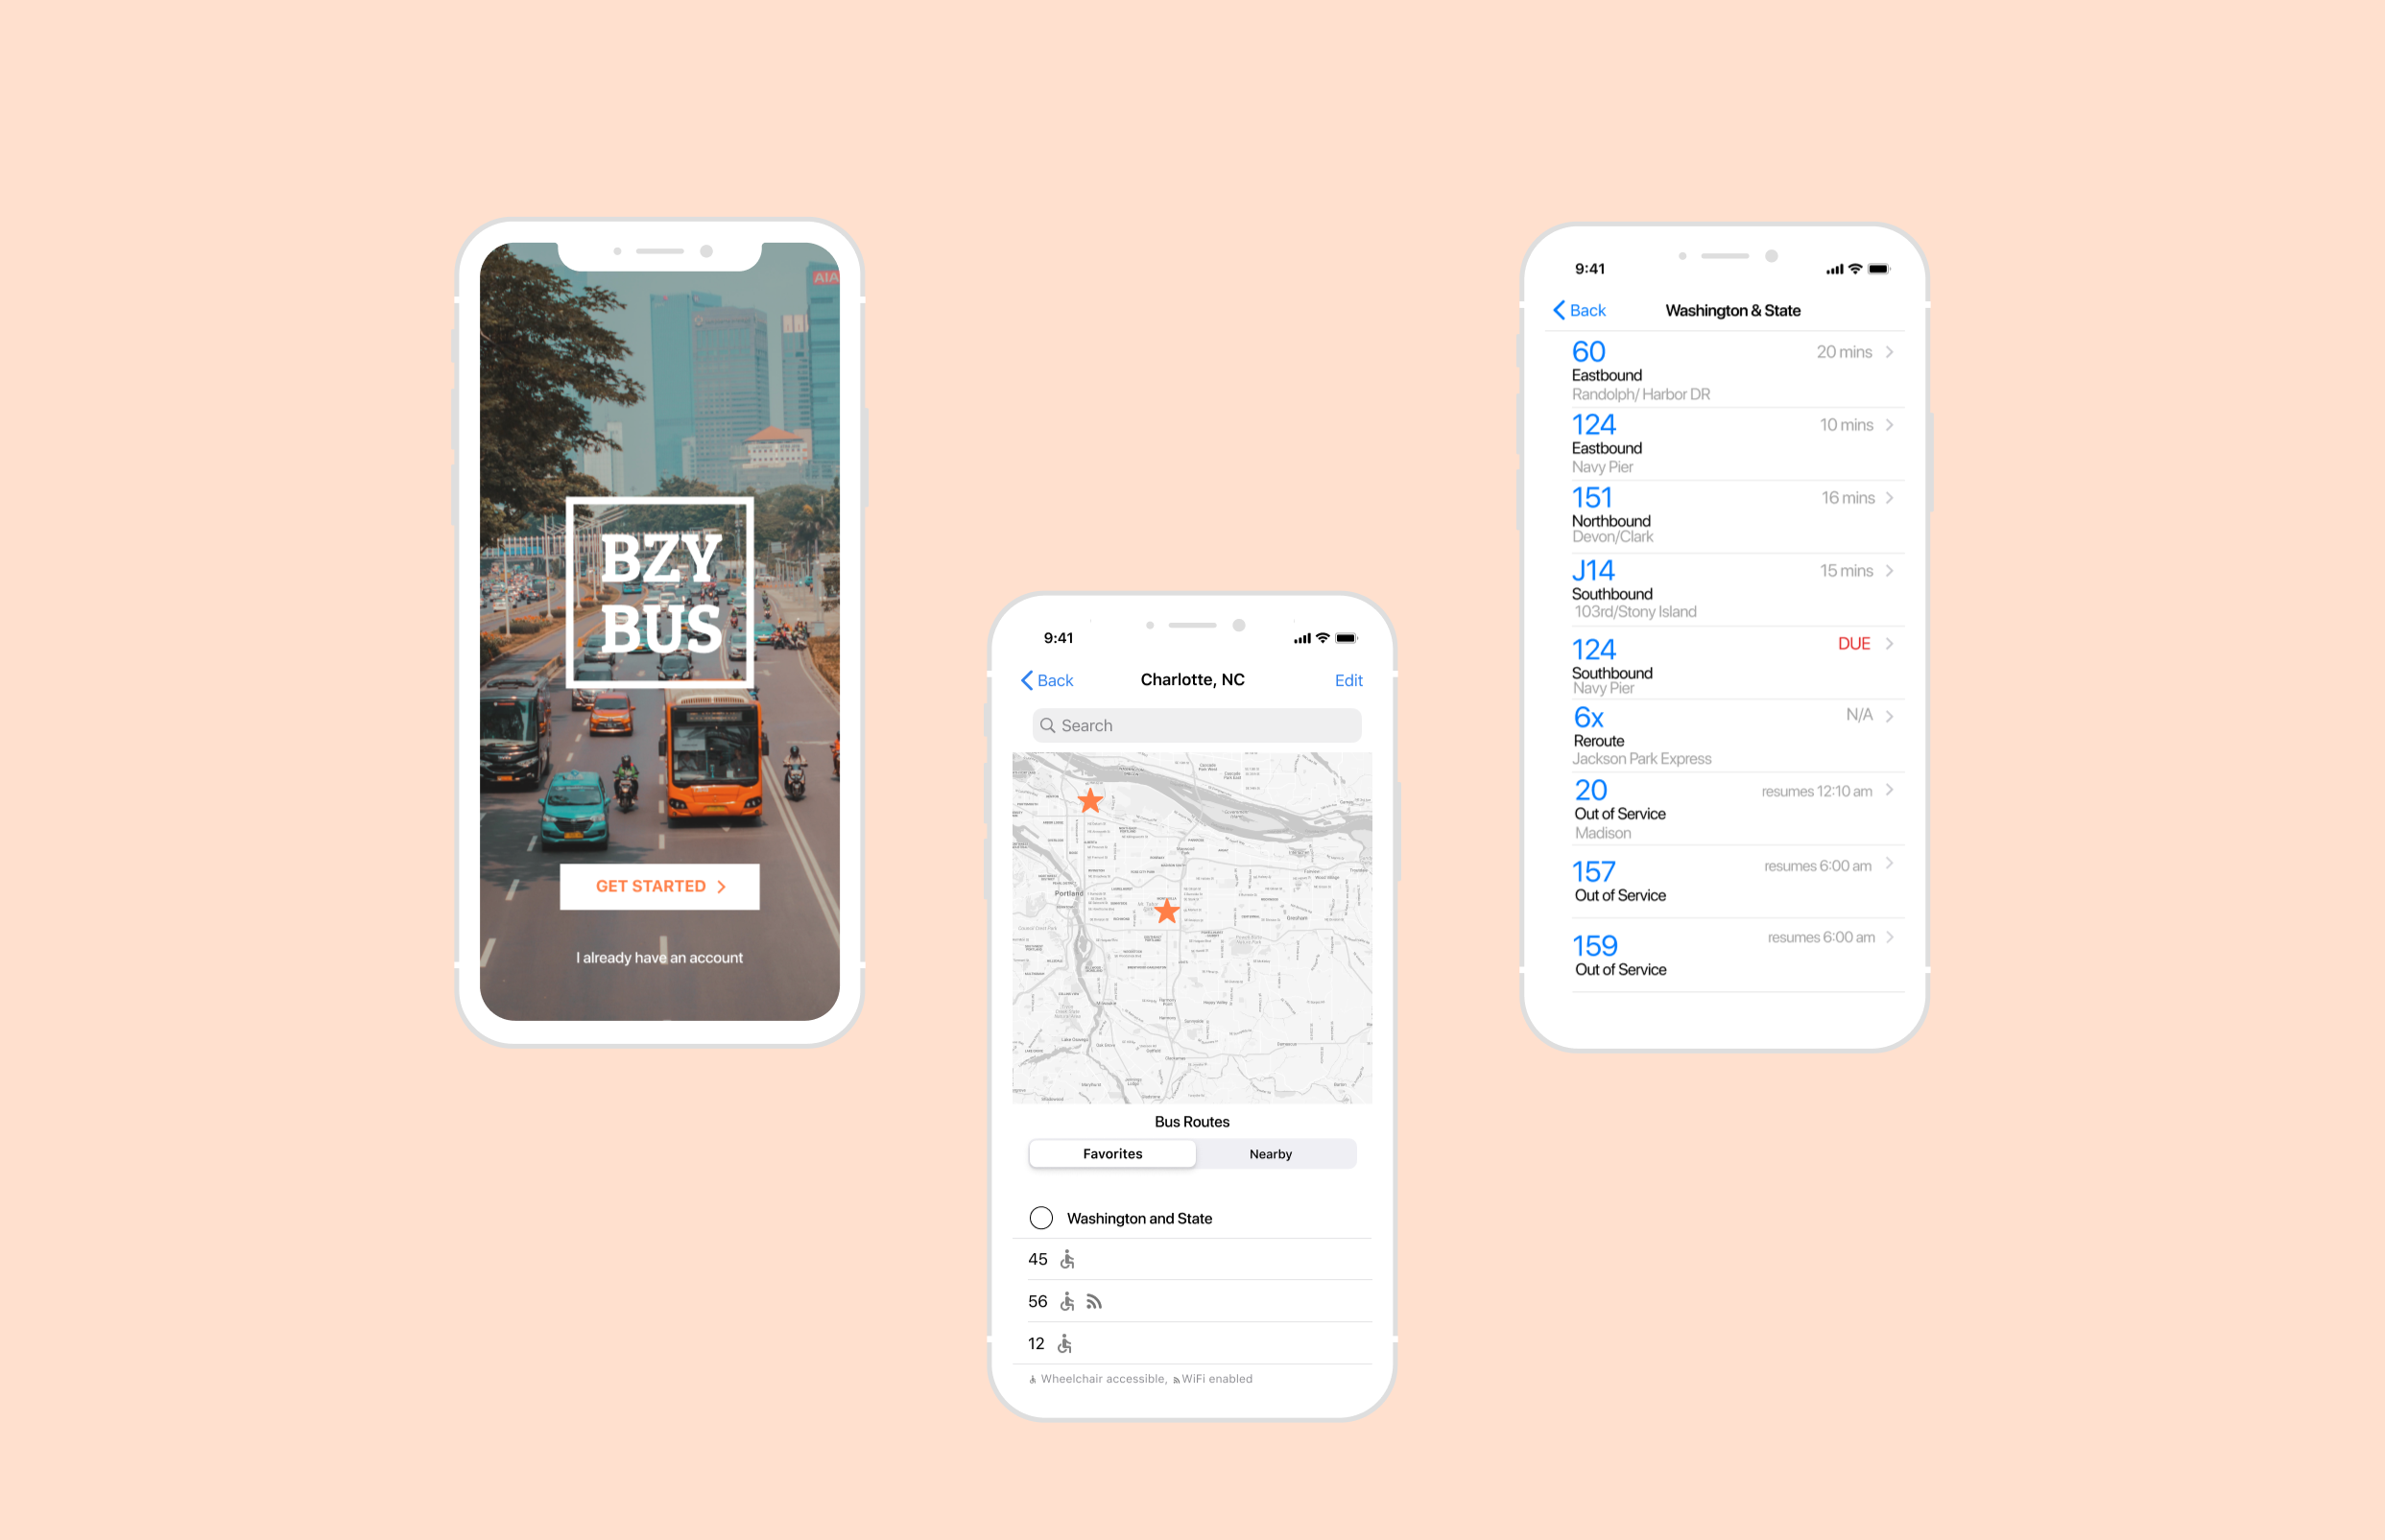 AIA
BZY
BUS
GET STARTED
I already have an account
9:41
Back
Charlotte, NC
Edit
Search
Portland
Gresham
Bus Routes
Favorites
Nearby
Washington and State
45
56
12
Wheelchair accessible, WiFi enabled
9:41
Back
Washington & State
60
20 mins
Eastbound
Randolph/ Harbor DR
124
10 mins
Eastbound
Navy Pier
151
16 mins
Northbound
Devon/Clark
J14
15 mins
Southbound
103rd/Stony Island
124
DUE
Southbound
Navy Pier
6x
N/A
Reroute
Jackson Park Express
20
resumes 12:10 am
Out of Service
Madison
157
resumes 6:00 am
Out of Service
159
resumes 6:00 am
Out of Service